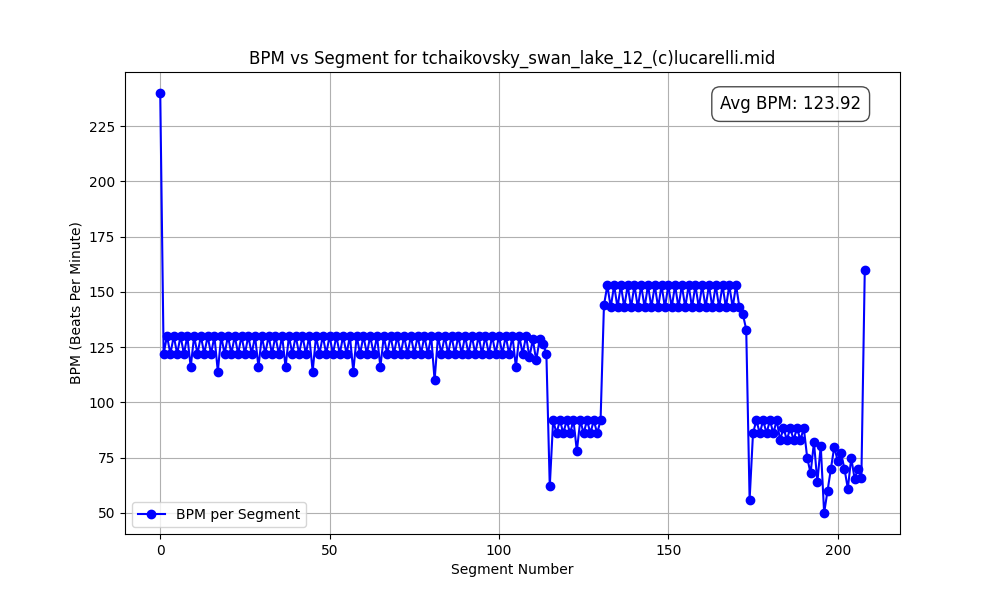 BPM vs Segment for tchaikovsky_swan_lake_12_(c)lucarelli.mid
Avg BPM: 123.92
BPM (Beats Per Minute)
225
200
175
150
125
100
75
50
BPM per Segment
0 50 100 150 200
Segment Number